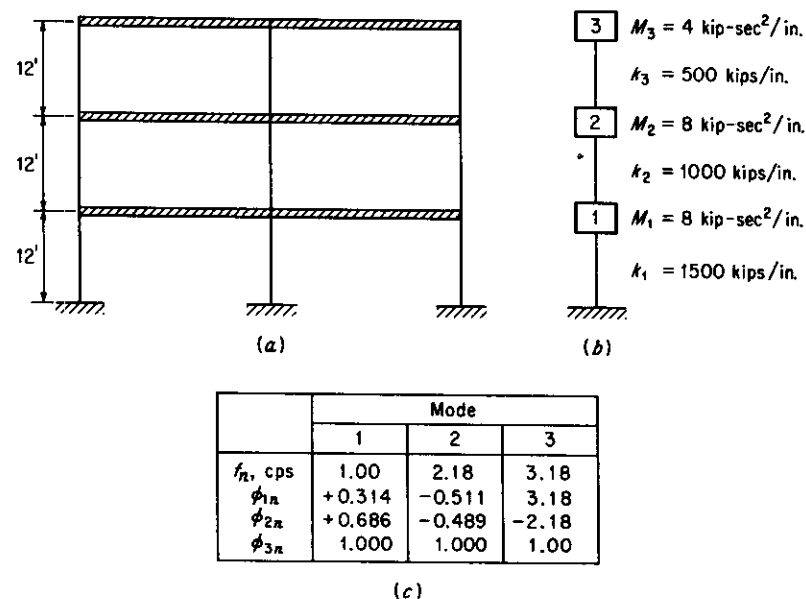 12'
12'
12'
(a)
3 M₃ = 4 kip-sec²/in.
k₃ = 500 kips/in.
2 M₂ = 8 kip-sec²/in.
k₂ = 1000 kips/in.
1 M₁ = 8 kip-sec²/in.
k₁ = 1500 kips/in.
(b)
Mode
1 2 3
fₙ, cps 1.00 2.18 3.18
ϕ₁ₙ +0.314 -0.511 3.18
ϕ₂ₙ +0.686 -0.489 -2.18
ϕ₃ₙ 1.000 1.000 1.00
(c)